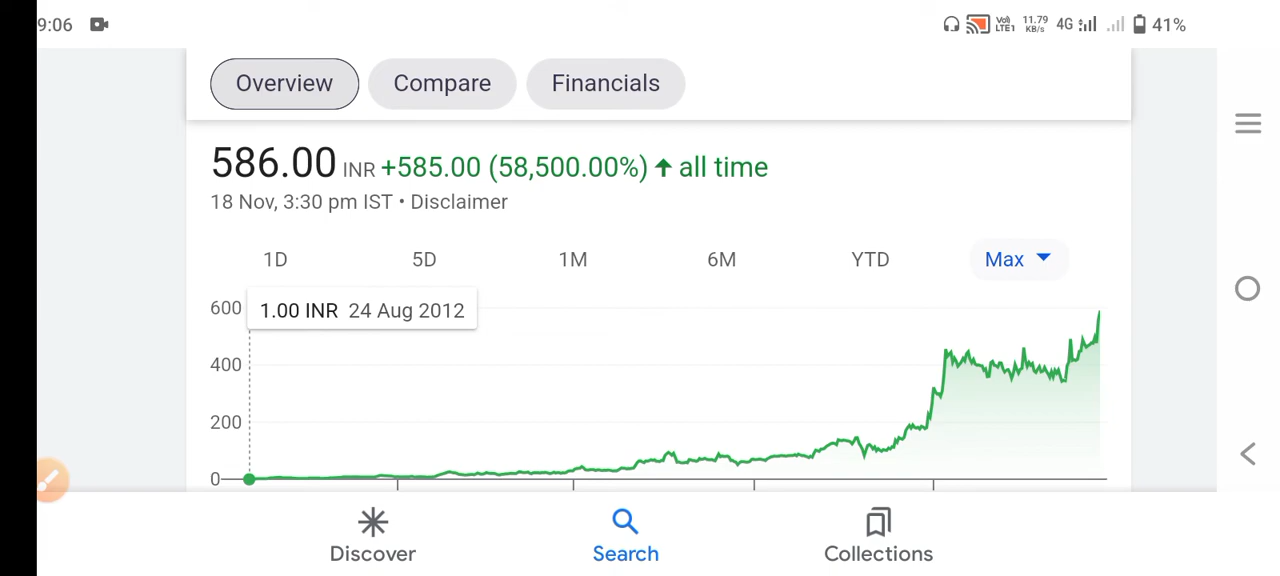 9:06 Vo) LTE1 11.79 KB/s 4G 41%
Overview Compare Financials
586.00 INR +585.00 (58,500.00%) ↑ all time
18 Nov, 3:30 pm IST • Disclaimer
1D 5D 1M 6M YTD Max
600
1.00 INR 24 Aug 2012
400
200
0
Discover Search Collections